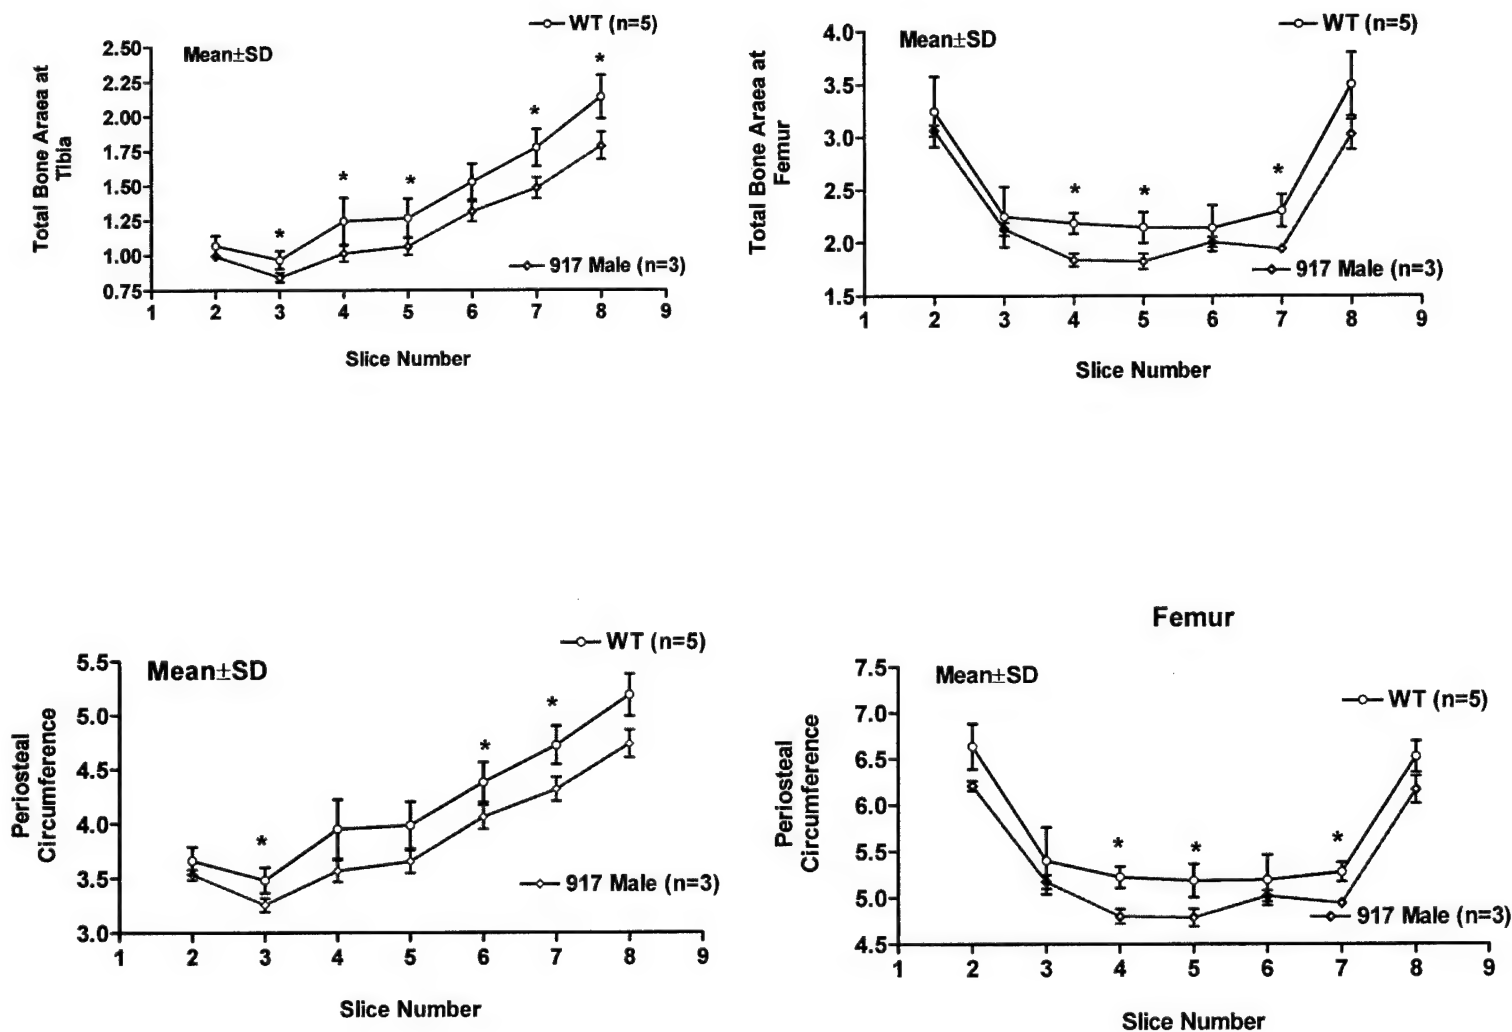 WT (n=5)
Mean±SD
2.50
2.25
2.00
1.75
1.50
1.25
1.00
0.75
Total Bone Araea at
Tibia
* * * * *
917 Male (n=3)
1 2 3 4 5 6 7 8 9
Slice Number
WT (n=5)
Mean±SD
4.0
3.5
3.0
2.5
2.0
1.5
Total Bone Araea at
Femur
* * *
917 Male (n=3)
1 2 3 4 5 6 7 8 9
Slice Number
WT (n=5)
Mean±SD
5.5
5.0
4.5
4.0
3.5
3.0
Periosteal
Circumference
* * *
917 Male (n=3)
1 2 3 4 5 6 7 8 9
Slice Number
Femur
Mean±SD
WT (n=5)
7.5
7.0
6.5
6.0
5.5
5.0
4.5
Periosteal
Circumference
* * *
917 Male (n=3)
1 2 3 4 5 6 7 8 9
Slice Number